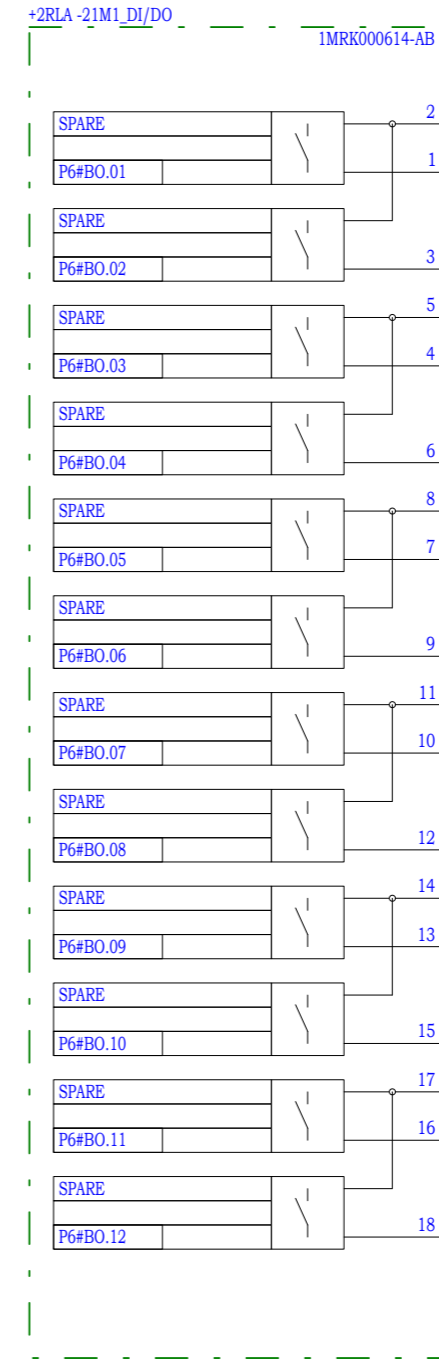 +2RLA -21M1_DI/DO
1MRK000614-AB
SPARE
2
P6#BO.01
1
SPARE
P6#BO.02
3
SPARE
5
P6#BO.03
4
SPARE
P6#BO.04
6
SPARE
8
P6#BO.05
7
SPARE
P6#BO.06
9
SPARE
11
P6#BO.07
10
SPARE
P6#BO.08
12
SPARE
14
P6#BO.09
13
SPARE
P6#BO.10
15
SPARE
17
P6#BO.11
16
SPARE
P6#BO.12
18